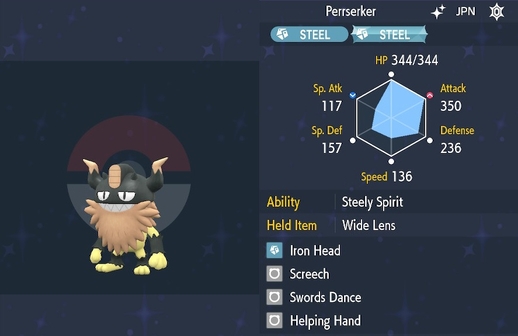 Perrserker
JPN
STEEL
STEEL
HP 344/344
Sp. Atk
117
Attack
350
Sp. Def
157
Defense
236
Speed 136
Ability Steely Spirit
Held Item Wide Lens
Iron Head
Screech
Swords Dance
Helping Hand